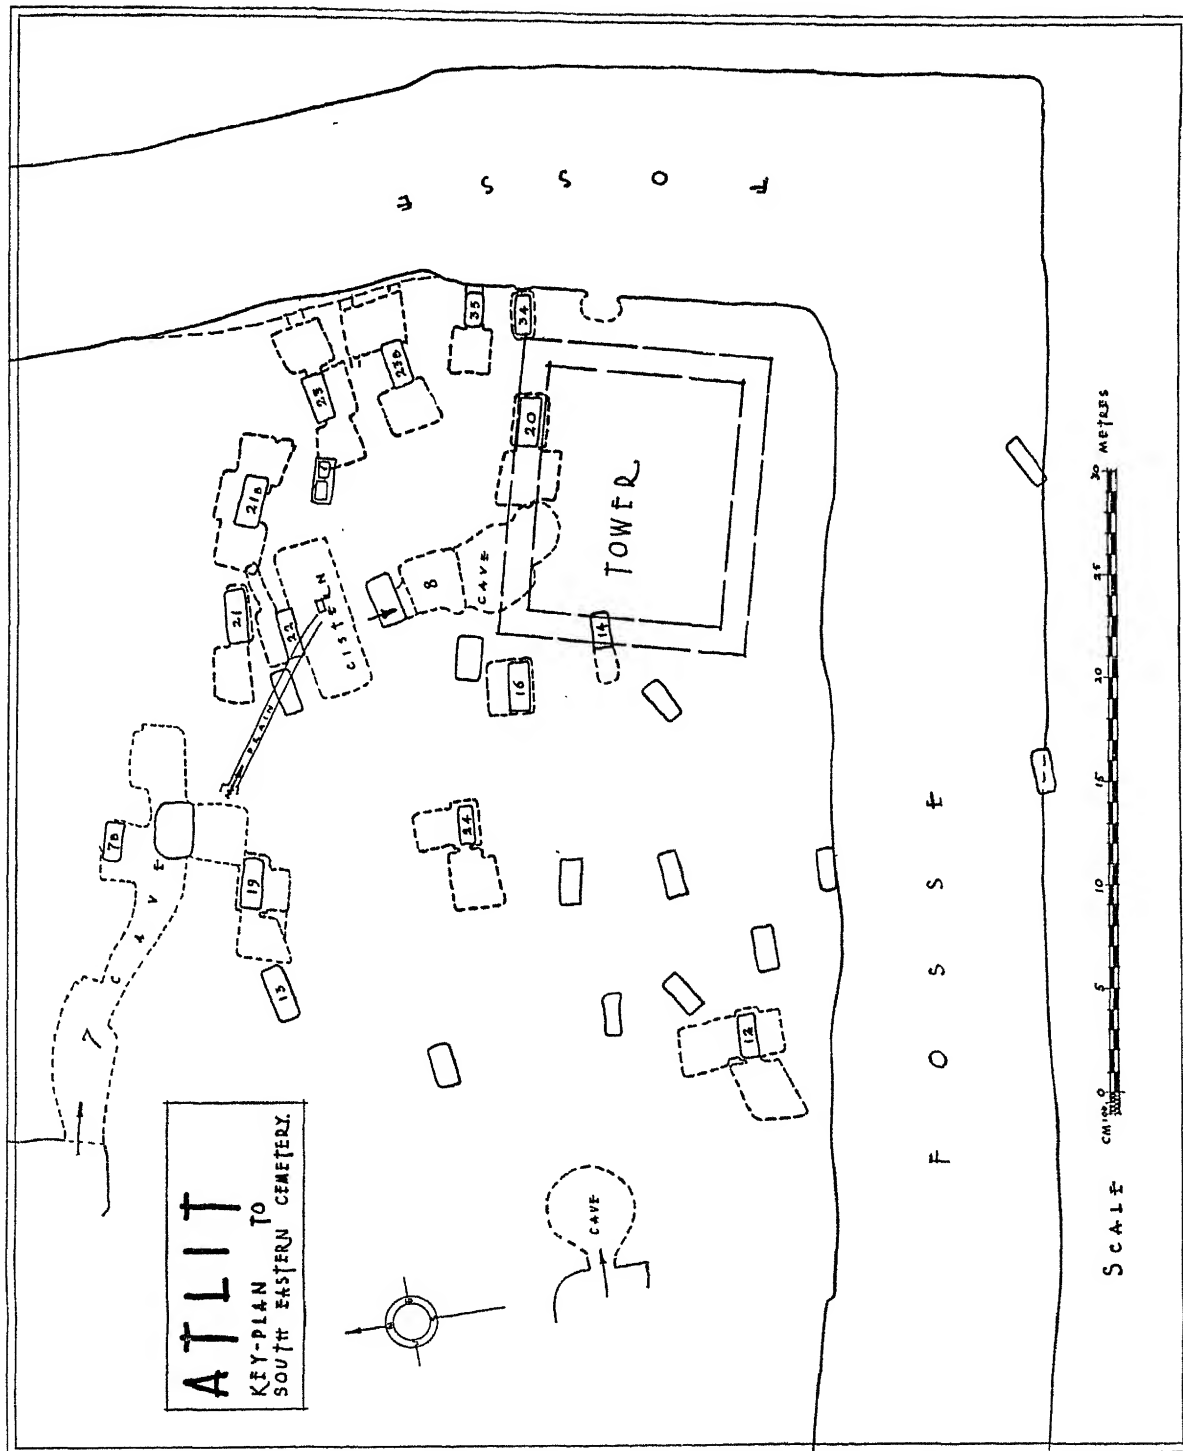 ATLIT
KEY-PLAN TO
SOUTH EASTERN CEMETERY.
7
CAVE
7B
19
13
DRAIN
21
22
CISTERN
21B
23
23B
35
34
20
8
CAVE
TOWER
14
16
24
12
CAVE
FOSSE
FOSSE
SCALE
CM 100 0 5 10 15 20 25 30 METRES